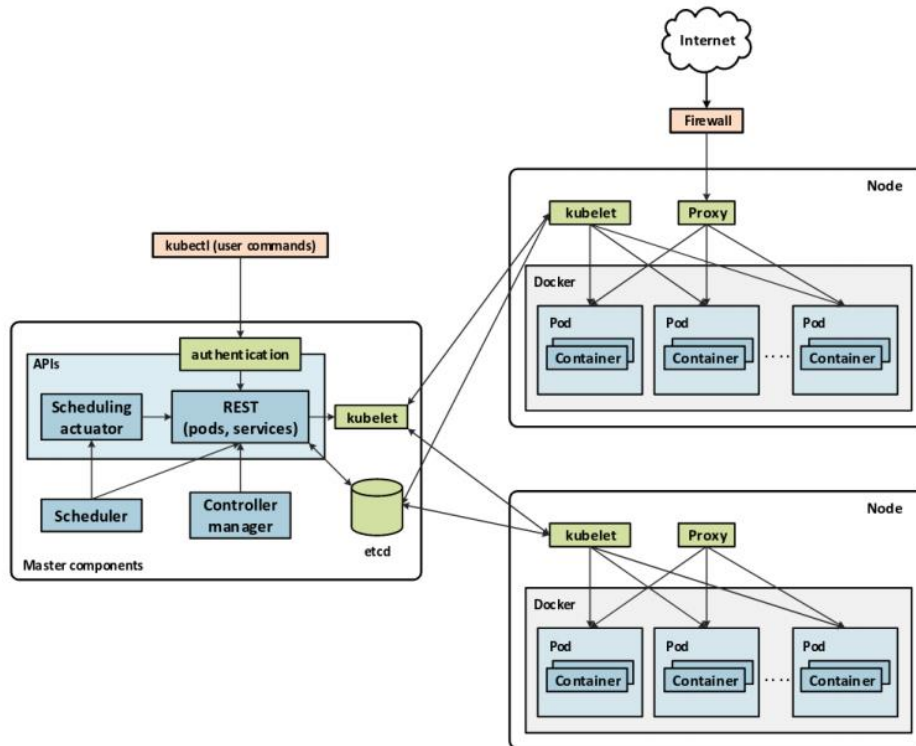 Internet
Firewall
Node
kubelet
Proxy
Docker
Pod
Container
Pod
Container
Pod
Container
....
kubectl (user commands)
authentication
APIs
Scheduling
actuator
REST
(pods, services)
kubelet
Scheduler
Controller
manager
etcd
Master components
Node
kubelet
Proxy
Docker
Pod
Container
Pod
Container
Pod
Container
....